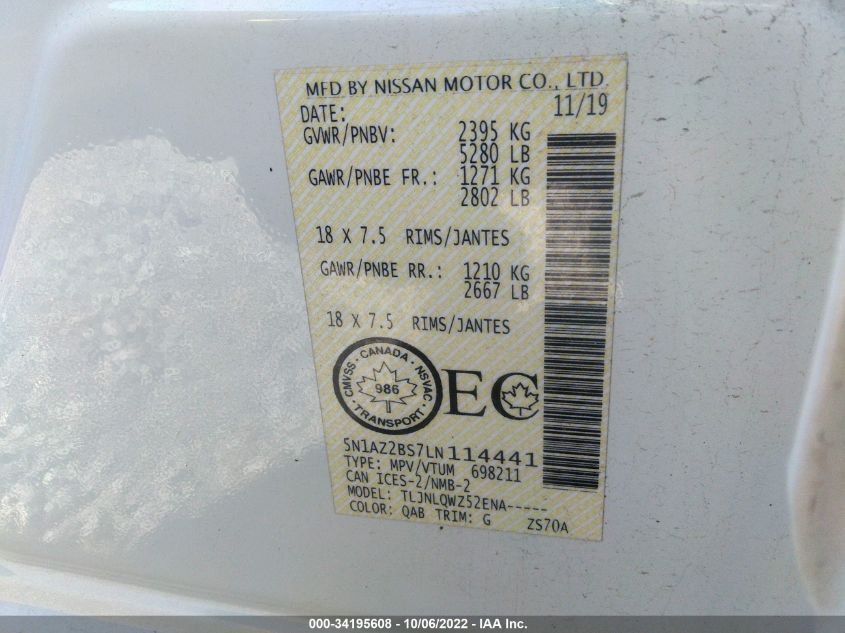 MFD BY NISSAN MOTOR CO., LTD.
DATE: 11/19
GVWR/PNBV: 2395 KG
5280 LB
GAWR/PNBE FR.: 1271 KG
2802 LB
18 X 7.5 RIMS/JANTES
GAWR/PNBE RR.: 1210 KG
2667 LB
18 X 7.5 RIMS/JANTES
CMVSS · CANADA · NSVAC · TRANSPORT ·
986
EC
5N1AZ2BS7LN114441
TYPE: MPV/VTUM 698211
CAN ICES-2/NMB-2
MODEL: TLJNLQWZ52ENA-----
COLOR: QAB TRIM: G ZS70A
000-34195608 - 10/06/2022 - IAA Inc.